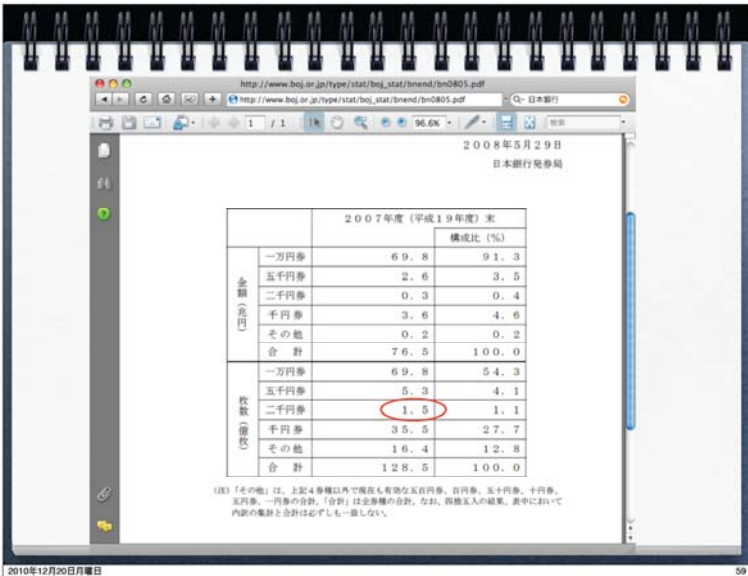 http://www.boj.or.jp/type/stat/boj_stat/bnend/bn0805.pdf
http://www.boj.or.jp/type/stat/boj_stat/bnend/bn0805.pdf
日本銀行
1 / 1
96.6%
検索
2008年5月29日
日本銀行発券局
2007年度（平成19年度）末
構成比（%）
金額（兆円）
一万円券 69.8 91.3
五千円券 2.6 3.5
二千円券 0.3 0.4
千円券 3.6 4.6
その他 0.2 0.2
合 計 76.5 100.0
枚数（億枚）
一万円券 69.8 54.3
五千円券 5.3 4.1
二千円券 1.5 1.1
千円券 35.5 27.7
その他 16.4 12.8
合 計 128.5 100.0
(注)「その他」は、上記４券種以外で現在も有効な五百円券、百円券、五十円券、十円券、
五円券、一円券の合計。「合計」は全券種の合計。なお、四捨五入の結果、表中において
内訳の集計と合計は必ずしも一致しない。
2010年12月20日月曜日
59